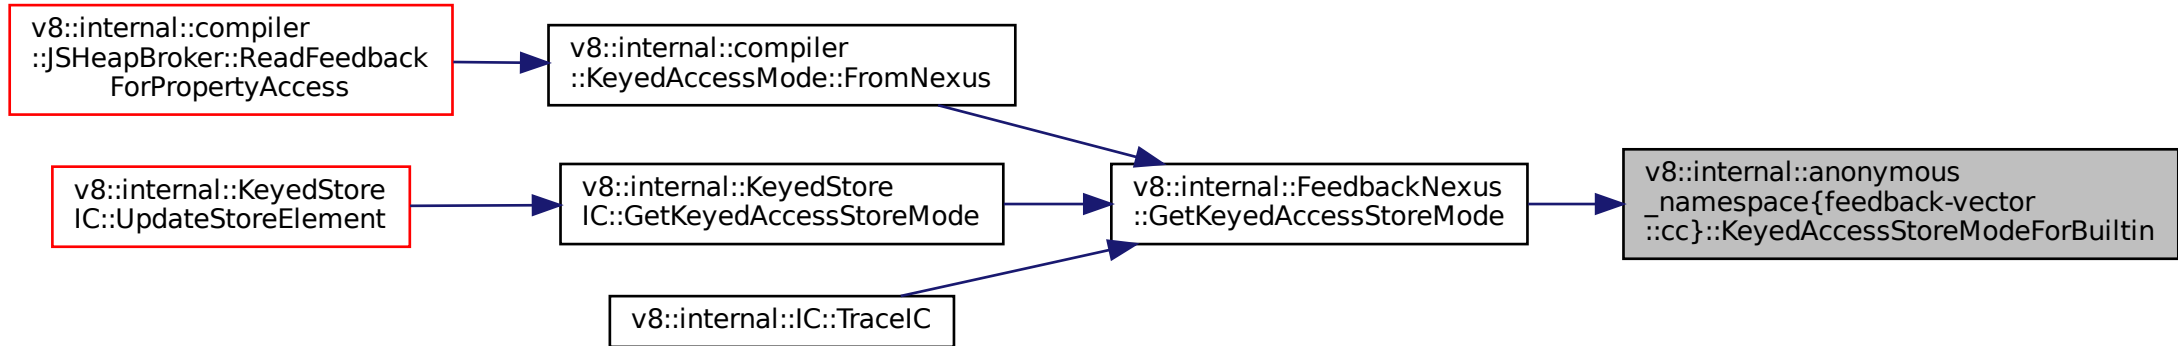 v8::internal::compiler
::JSHeapBroker::ReadFeedback
ForPropertyAccess
v8::internal::compiler
::KeyedAccessMode::FromNexus
v8::internal::KeyedStore
IC::UpdateStoreElement
v8::internal::KeyedStore
IC::GetKeyedAccessStoreMode
v8::internal::IC::TraceIC
v8::internal::FeedbackNexus
::GetKeyedAccessStoreMode
v8::internal::anonymous
_namespace{feedback-vector
::cc}::KeyedAccessStoreModeForBuiltin